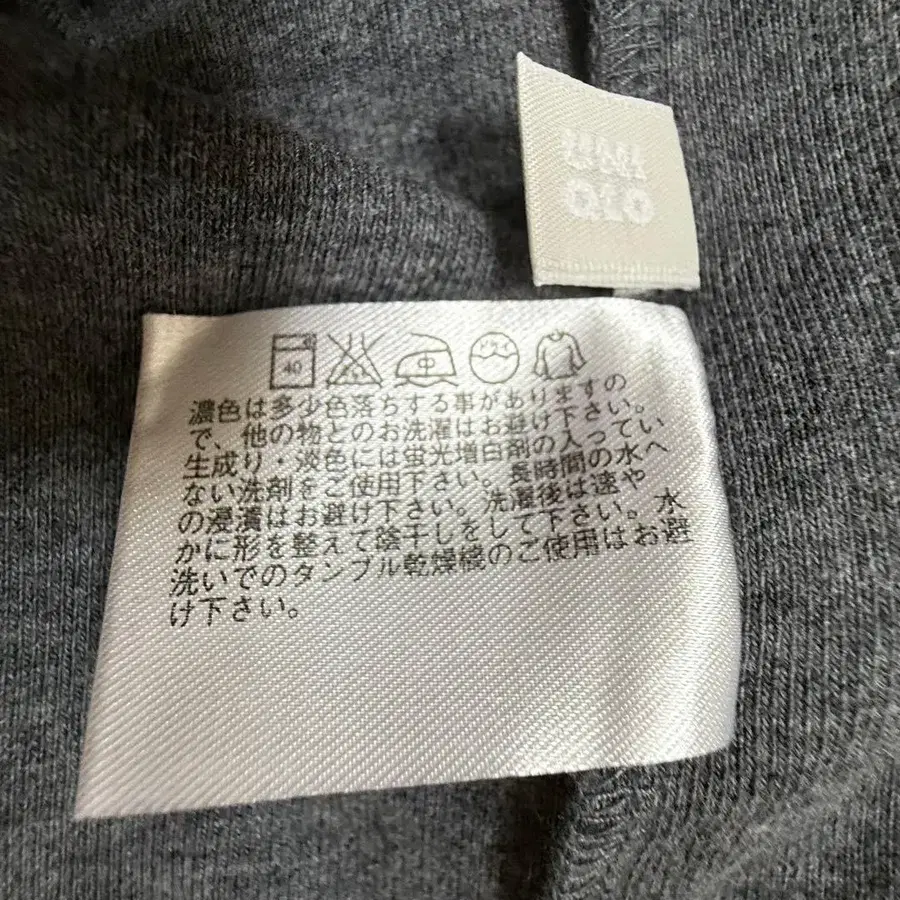 UNI
QLO
40 中 ドライ
濃色は多少色落ちする事がありますの
で、他の物とのお洗濯はお避け下さい。
生成り・淡色には蛍光増白剤の入ってい
ない洗剤をご使用下さい。長時間の水へ
の浸漬はお避け下さい。洗濯後は速や
かに形を整えて陰干しをして下さい。水
洗いでのタンブル乾燥機のご使用はお避
け下さい。